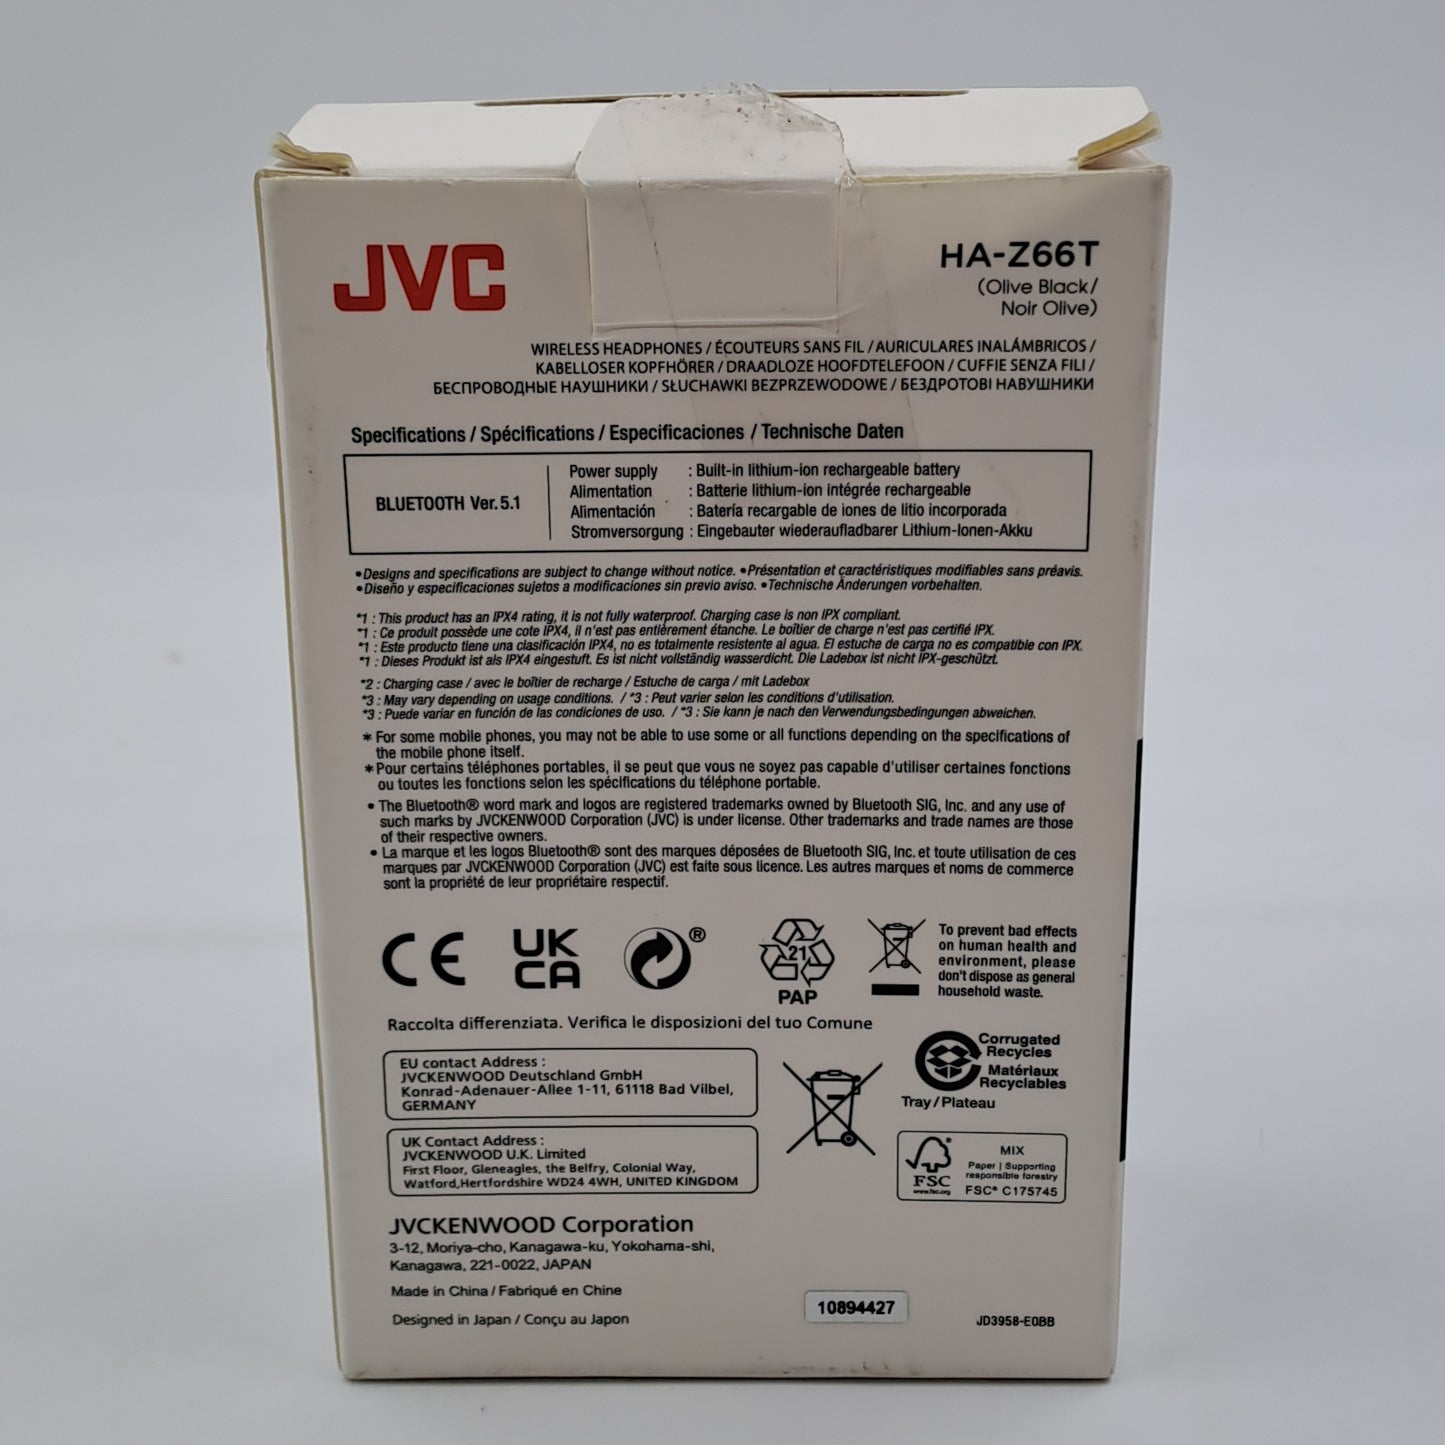 JVC
HA-Z66T
(Olive Black/
Noir Olive)
WIRELESS HEADPHONES / ÉCOUTEURS SANS FIL / AURICULARES INALÁMBRICOS /
KABELLOSER KOPFHÖRER / DRAADLOZE HOOFDTELEFOON / CUFFIE SENZA FILI /
БЕСПРОВОДНЫЕ НАУШНИКИ / SŁUCHAWKI BEZPRZEWODOWE / БЕЗДРОТОВІ НАВУШНИКИ
Specifications / Spécifications / Especificaciones / Technische Daten
BLUETOOTH Ver. 5.1
Power supply : Built-in lithium-ion rechargeable battery
Alimentation : Batterie lithium-ion intégrée rechargeable
Alimentación : Batería recargable de iones de litio incorporada
Stromversorgung : Eingebauter wiederaufladbarer Lithium-Ionen-Akku
•Designs and specifications are subject to change without notice. •Présentation et caractéristiques modifiables sans préavis.
•Diseño y especificaciones sujetos a modificaciones sin previo aviso. •Technische Änderungen vorbehalten.
*1 : This product has an IPX4 rating, it is not fully waterproof. Charging case is non IPX compliant.
*1 : Ce produit possède une cote IPX4, il n'est pas entièrement étanche. Le boîtier de charge n'est pas certifié IPX.
*1 : Este producto tiene una clasificación IPX4, no es totalmente resistente al agua. El estuche de carga no es compatible con IPX.
*1 : Dieses Produkt ist als IPX4 eingestuft. Es ist nicht vollständig wasserdicht. Die Ladebox ist nicht IPX-geschützt.
*2 : Charging case / avec le boîtier de recharge / Estuche de carga / mit Ladebox
*3 : May vary depending on usage conditions. / *3 : Peut varier selon les conditions d'utilisation.
*3 : Puede variar en función de las condiciones de uso. / *3 : Sie kann je nach den Verwendungsbedingungen abweichen.
* For some mobile phones, you may not be able to use some or all functions depending on the specifications of
the mobile phone itself.
* Pour certains téléphones portables, il se peut que vous ne soyez pas capable d'utiliser certaines fonctions
ou toutes les fonctions selon les spécifications du téléphone portable.
• The Bluetooth® word mark and logos are registered trademarks owned by Bluetooth SIG, Inc. and any use of
such marks by JVCKENWOOD Corporation (JVC) is under license. Other trademarks and trade names are those
of their respective owners.
• La marque et les logos Bluetooth® sont des marques déposées de Bluetooth SIG, Inc. et toute utilisation de ces
marques par JVCKENWOOD Corporation (JVC) est faite sous licence. Les autres marques et noms de commerce
sont la propriété de leur propriétaire respectif.
CE
UK
CA
®
21
PAP
To prevent bad effects
on human health and
environment, please
don't dispose as general
household waste.
Raccolta differenziata. Verifica le disposizioni del tuo Comune
EU contact Address :
JVCKENWOOD Deutschland GmbH
Konrad-Adenauer-Allee 1-11, 61118 Bad Vilbel,
GERMANY
Corrugated
Recycles
Matériaux
Recyclables
Tray / Plateau
UK Contact Address :
JVCKENWOOD U.K. Limited
First Floor, Gleneagles, the Belfry, Colonial Way,
Watford,Hertfordshire WD24 4WH, UNITED KINGDOM
FSC
www.fsc.org
MIX
Paper | Supporting
responsible forestry
FSC® C175745
JVCKENWOOD Corporation
3-12, Moriya-cho, Kanagawa-ku, Yokohama-shi,
Kanagawa, 221-0022, JAPAN
Made in China / Fabriqué en Chine
Designed in Japan / Conçu au Japon
10894427
JD3958-E0BB